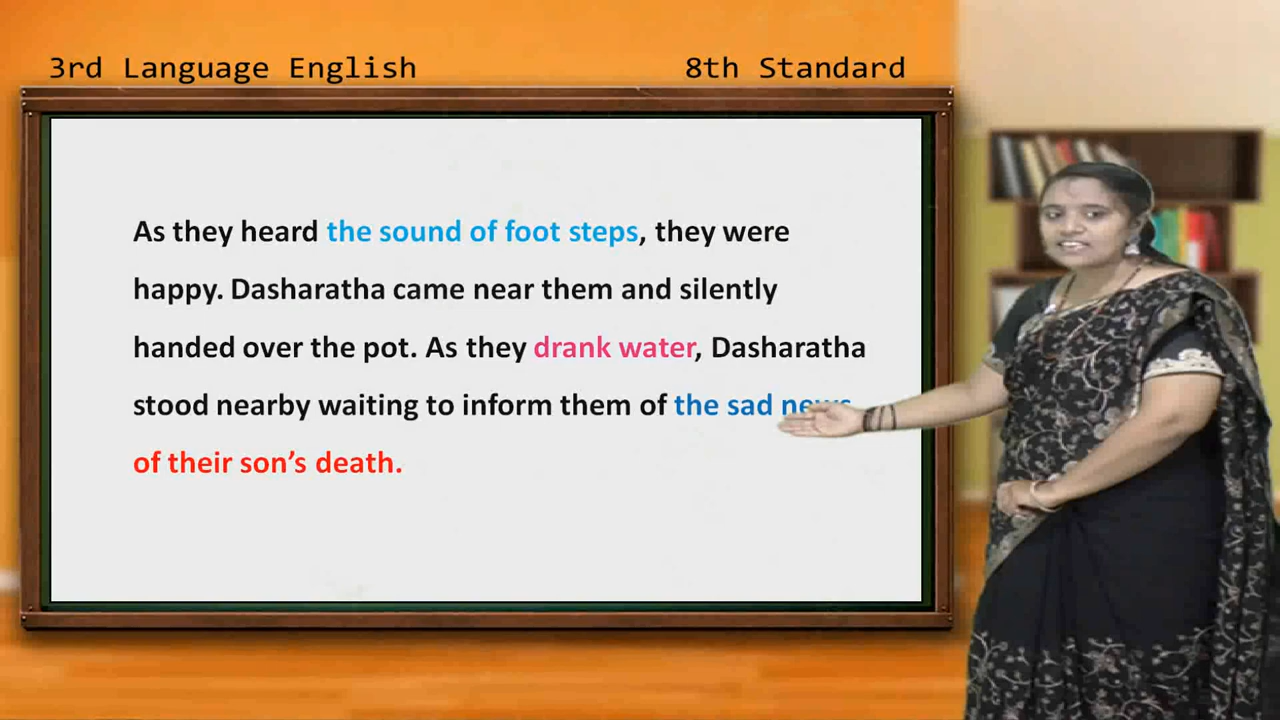 3rd Language English
8th Standard
As they heard the sound of foot steps, they were
happy. Dasharatha came near them and silently
handed over the pot. As they drank water, Dasharatha
stood nearby waiting to inform them of the sad news
of their son's death.